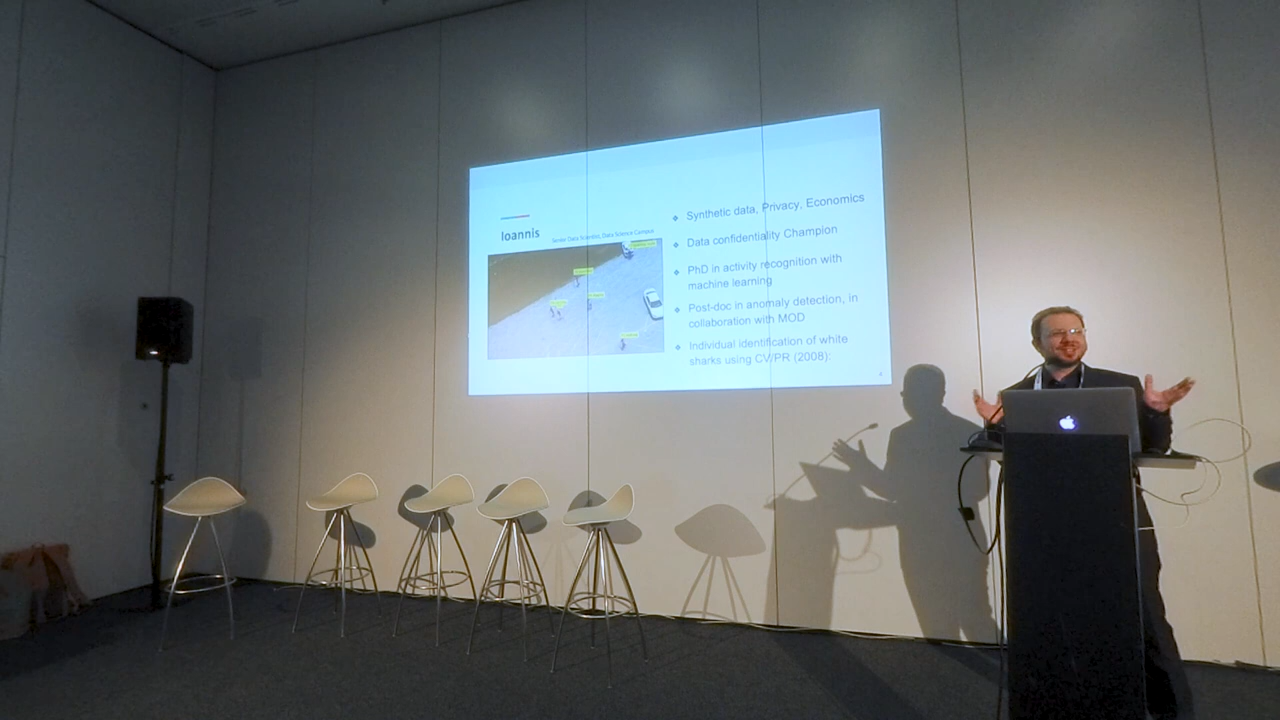 Ioannis
Senior Data Scientist, Data Science Campus
Synthetic data, Privacy, Economics
Data confidentiality Champion
PhD in activity recognition with
machine learning
Post-doc in anomaly detection, in
collaboration with MOD
Individual identification of white
sharks using CV/PR (2008):